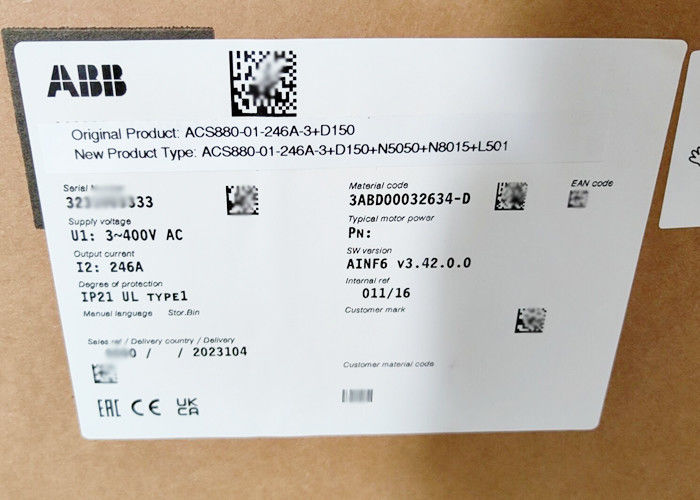 ABB
Original Product: ACS880-01-246A-3+D150
New Product Type: ACS880-01-246A-3+D150+N5050+N8015+L501
Serial
Material code
EAN code
3ABD00032634-D
Supply voltage
Typical motor power
U1: 3~400V AC
PN:
Output current
SW version
I2: 246A
AINF6 v3.42.0.0
Degree of protection
Internal ref
IP21 UL TYPE1
011/16
Manual language Stor.Bin
Customer mark
Sales ref / Delivery country / Delivery
0 / / 2023104
Customer material code
EAC CE UK CA